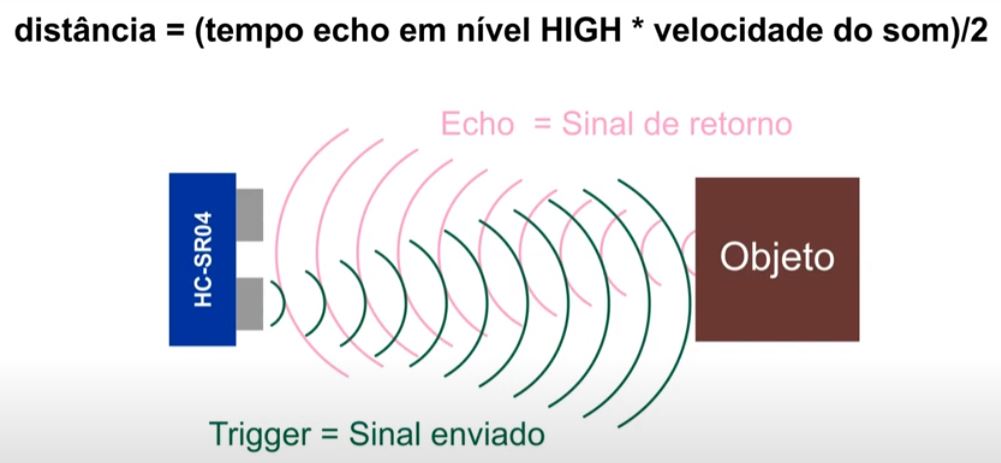 distância = (tempo echo em nível HIGH * velocidade do som)/2
Echo = Sinal de retorno
HC-SR04
Objeto
Trigger = Sinal enviado